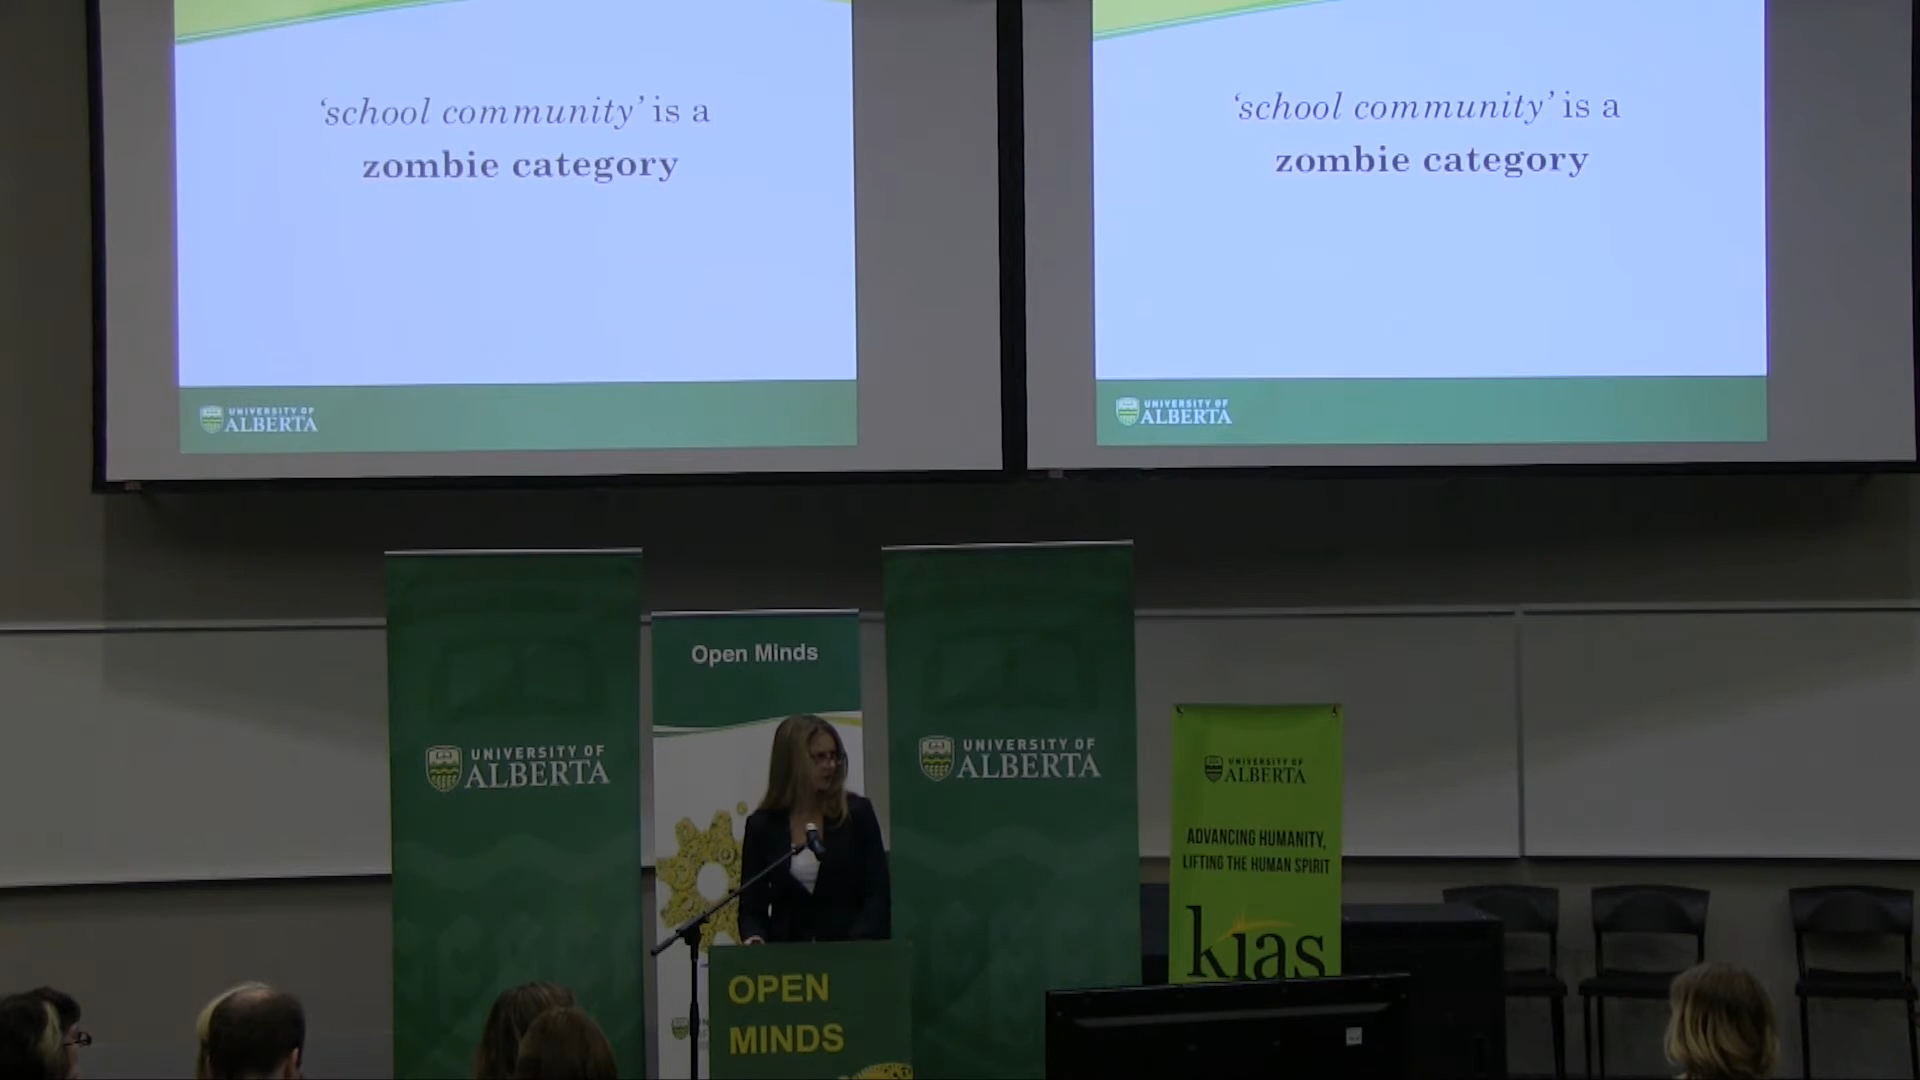 ‘school community’ is a
zombie category
UNIVERSITY OF
ALBERTA
‘school community’ is a
zombie category
UNIVERSITY OF
ALBERTA
UNIVERSITY OF
ALBERTA
Open Minds
UNIVERSITY OF
ALBERTA
UNIVERSITY OF
ALBERTA
ADVANCING HUMANITY,
LIFTING THE HUMAN SPIRIT
kias
OPEN
MINDS